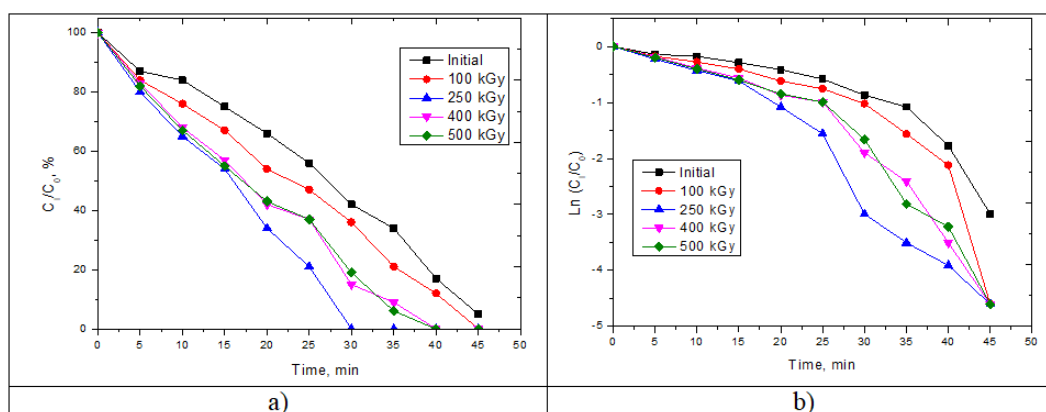 100
80
60
40
20
0
0 5 10 15 20 25 30 35 40 45 50
C_i/C_0, %
Time, min
Initial
100 kGy
250 kGy
400 kGy
500 kGy
a)
0
-1
-2
-3
-4
-5
0 5 10 15 20 25 30 35 40 45 50
Ln (C_i/C_0)
Time, min
Initial
100 kGy
250 kGy
400 kGy
500 kGy
b)